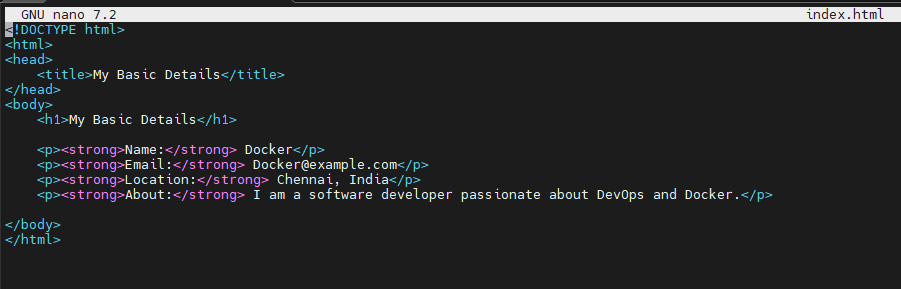 GNU nano 7.2 index.html
<!DOCTYPE html>
<html>
<head>
    <title>My Basic Details</title>
</head>
<body>
    <h1>My Basic Details</h1>

    <p><strong>Name:</strong> Docker</p>
    <p><strong>Email:</strong> Docker@example.com</p>
    <p><strong>Location:</strong> Chennai, India</p>
    <p><strong>About:</strong> I am a software developer passionate about DevOps and Docker.</p>

</body>
</html>